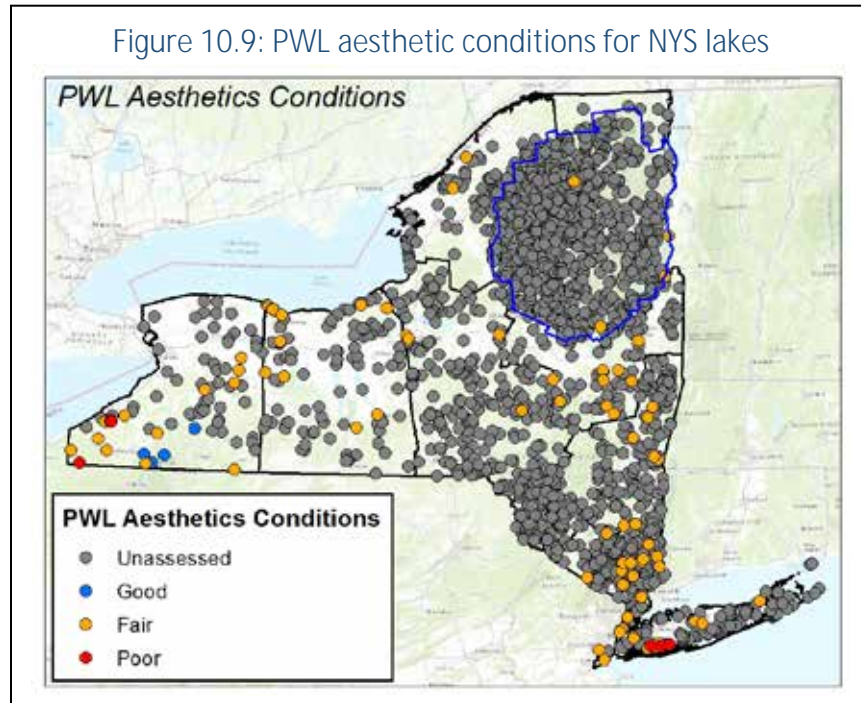 Figure 10.9: PWL aesthetic conditions for NYS lakes
PWL Aesthetics Conditions
PWL Aesthetics Conditions
Unassessed
Good
Fair
Poor